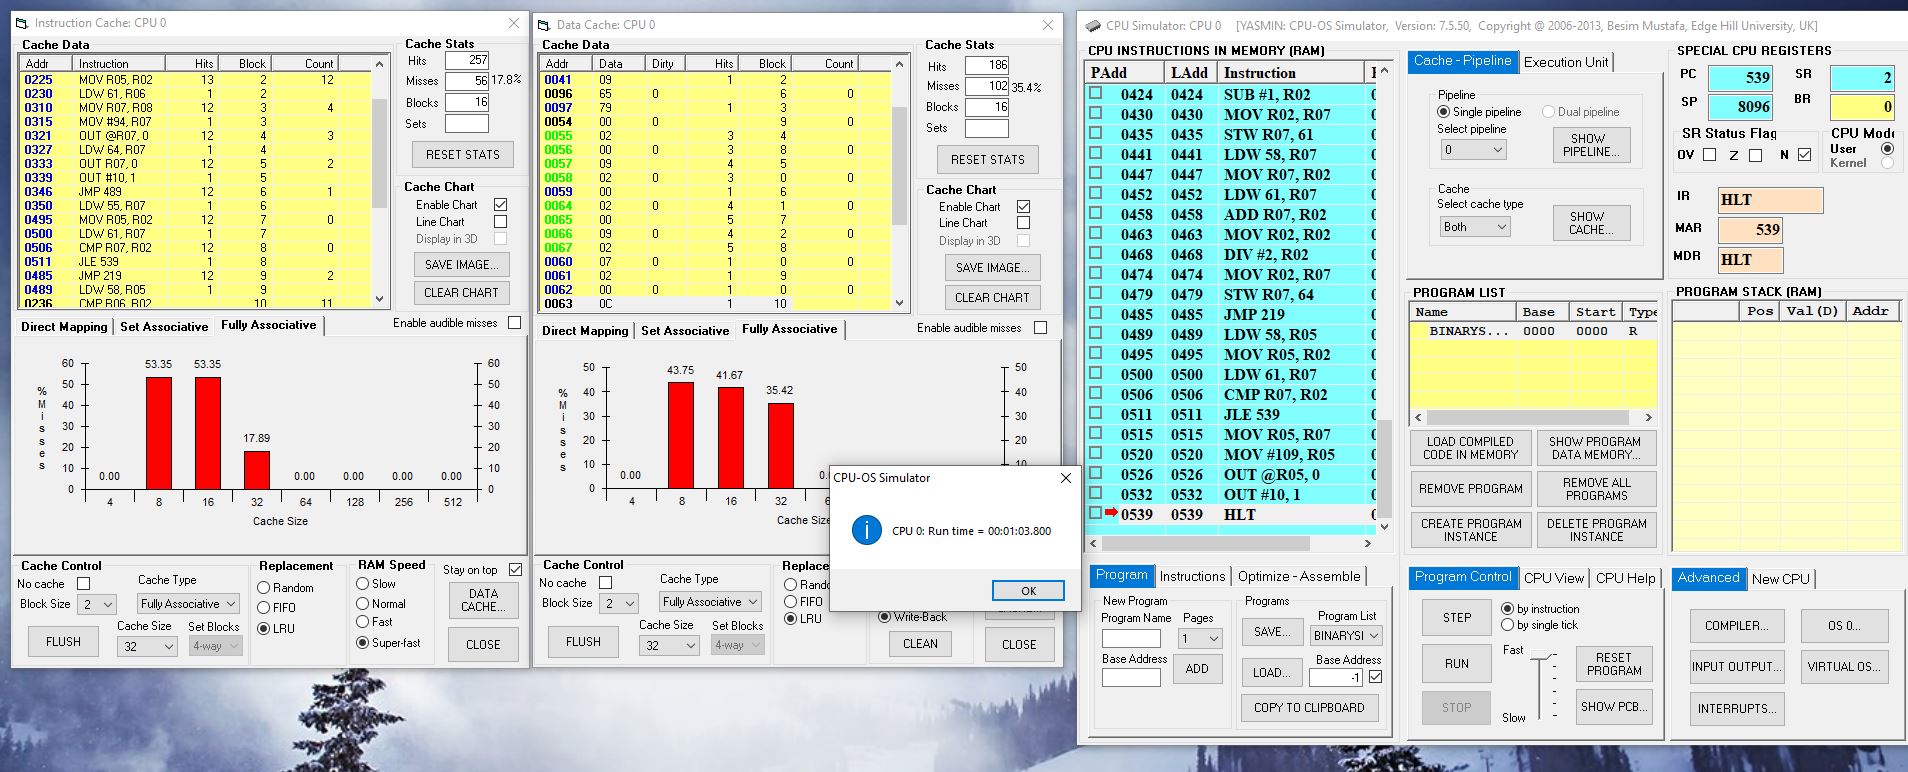 Instruction Cache: CPU 0
Cache Data
Addr Instruction Hits Block Count
0225 MOV R05, R02 13 2 12
0230 LDW 61, R06 1 2
0310 MOV R07, R08 12 3 4
0315 MOV #94, R07 1 3
0321 OUT @R07, 0 12 4 3
0327 LDW 64, R07 1 4
0333 OUT R07, 0 12 5 2
0339 OUT #10, 1 1 5
0346 JMP 489 12 6 1
0350 LDW 55, R07 1 6
0495 MOV R05, R02 12 7 0
0500 LDW 61, R07 1 7
0506 CMP R07, R02 12 8 0
0511 JLE 539 1 8
0485 JMP 219 12 9 2
0489 LDW 58, R05 1 9
0236 CMP R06, R02 10 11
Cache Stats
Hits 257
Misses 56 17.8%
Blocks 16
Sets
RESET STATS
Cache Chart
Enable Chart
Line Chart
Display in 3D
SAVE IMAGE...
CLEAR CHART
Direct Mapping Set Associative Fully Associative
Enable audible misses
% Misses
60 50 40 30 20 10 0
0.00 53.35 53.35 17.89 0.00 0.00 0.00 0.00
60 50 40 30 20 10 0
4 8 16 32 64 128 256 512
Cache Size
Cache Control
No cache
Block Size 2
FLUSH
Cache Type
Fully Associative
Cache Size Set Blocks
32 4-way
Replacement
Random
FIFO
LRU
RAM Speed
Slow
Normal
Fast
Super-fast
Stay on top
DATA CACHE...
CLOSE
Data Cache: CPU 0
Cache Data
Addr Data Dirty Hits Block Count
0041 09 1 2
0096 65 0 6 0
0097 79 1 3
0054 00 0 9 0
0055 02 3 4
0056 00 0 3 8 0
0057 09 4 5
0058 02 0 3 0 0
0059 00 1 6
0064 02 0 4 1 0
0065 00 5 7
0066 09 0 4 2 0
0067 02 5 8
0060 07 0 1 0 0
0061 02 1 9
0062 00 0 1 0 0
0063 0C 1 10
Cache Stats
Hits 186
Misses 102 35.4%
Blocks 16
Sets
RESET STATS
Cache Chart
Enable Chart
Line Chart
Display in 3D
SAVE IMAGE...
CLEAR CHART
Direct Mapping Set Associative Fully Associative
Enable audible misses
% Misses
50 40 30 20 10 0
0.00 43.75 41.67 35.42
50 40 30 20 10
4 8 16 32
Cache Size
Cache Control
No cache
Block Size 2
FLUSH
Cache Type
Fully Associative
Cache Size Set Blocks
32 4-way
LRU
Write-Back
CLEAN
CLOSE
CPU-OS Simulator
CPU 0: Run time = 00:01:03.800
OK
CPU Simulator: CPU 0 [YASMIN: CPU-OS Simulator, Version: 7.5.50, Copyright @ 2006-2013, Besim Mustafa, Edge Hill University, UK]
CPU INSTRUCTIONS IN MEMORY (RAM)
PAdd LAdd Instruction
0424 0424 SUB #1, R02
0430 0430 MOV R02, R07
0435 0435 STW R07, 61
0441 0441 LDW 58, R07
0447 0447 MOV R07, R02
0452 0452 LDW 61, R07
0458 0458 ADD R07, R02
0463 0463 MOV R02, R02
0468 0468 DIV #2, R02
0474 0474 MOV R02, R07
0479 0479 STW R07, 64
0485 0485 JMP 219
0489 0489 LDW 58, R05
0495 0495 MOV R05, R02
0500 0500 LDW 61, R07
0506 0506 CMP R07, R02
0511 0511 JLE 539
0515 0515 MOV R05, R07
0520 0520 MOV #109, R05
0526 0526 OUT @R05, 0
0532 0532 OUT #10, 1
0539 0539 HLT
Program Instructions Optimize - Assemble
New Program
Program Name Pages
1
Base Address
ADD
Programs
SAVE...
Program List
BINARYSI
LOAD...
Base Address
-1
COPY TO CLIPBOARD
Cache - Pipeline Execution Unit
Pipeline
Single pipeline Dual pipeline
Select pipeline
0
SHOW PIPELINE...
Cache
Select cache type
Both
SHOW CACHE...
SPECIAL CPU REGISTERS
PC 539 SR 2
SP 8096 BR 0
SR Status Flag
OV Z N
CPU Mode
User
Kernel
IR HLT
MAR 539
MDR HLT
PROGRAM LIST
Name Base Start Type
BINARYS... 0000 0000 R
LOAD COMPILED CODE IN MEMORY
SHOW PROGRAM DATA MEMORY...
REMOVE PROGRAM
REMOVE ALL PROGRAMS
CREATE PROGRAM INSTANCE
DELETE PROGRAM INSTANCE
PROGRAM STACK (RAM)
Pos Val(D) Addr
Program Control CPU View CPU Help
STEP
by instruction
by single tick
RUN
STOP
Fast
Slow
RESET PROGRAM
SHOW PCB...
Advanced New CPU
COMPILER... OS 0...
INPUT OUTPUT... VIRTUAL OS...
INTERRUPTS...